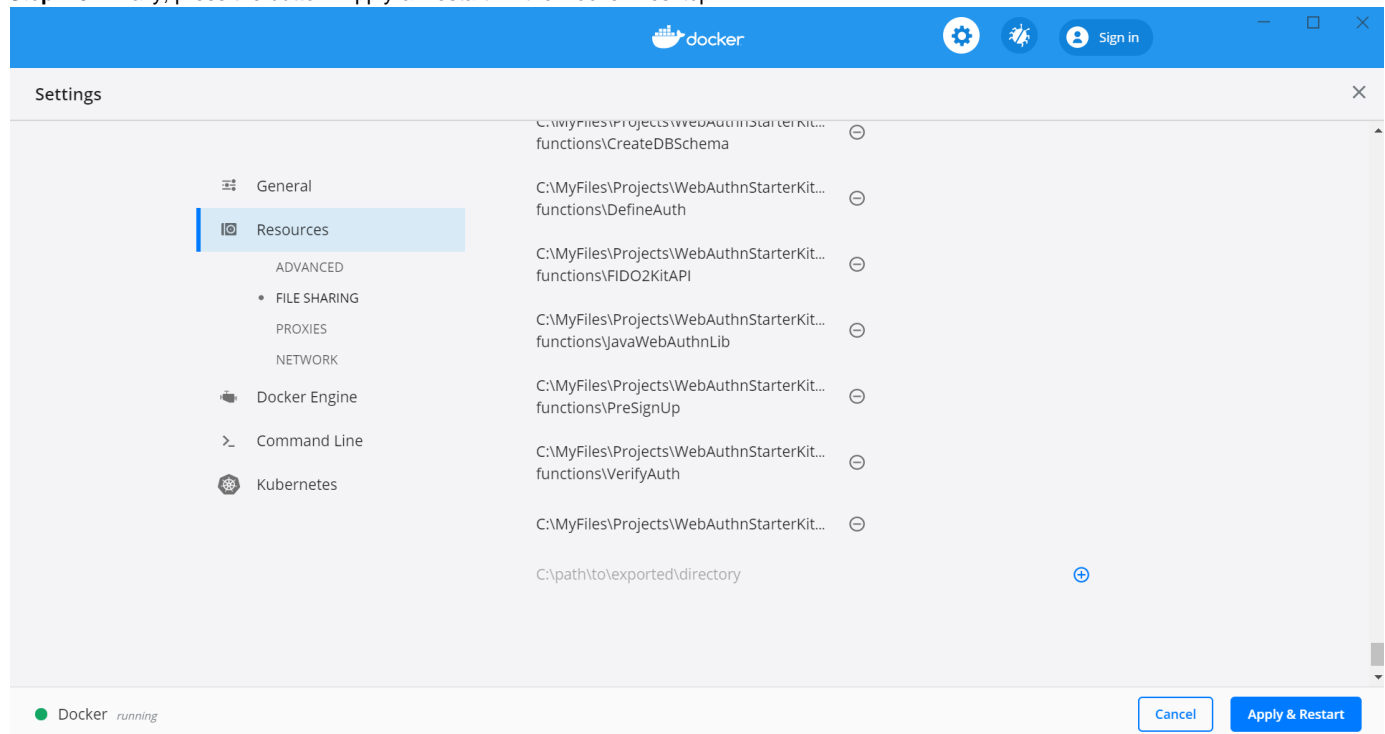 docker
Sign in
Settings
C:\MyFiles\Projects\WebAuthnStarterKit...
functions\CreateDBSchema
General
C:\MyFiles\Projects\WebAuthnStarterKit...
functions\DefineAuth
Resources
ADVANCED
C:\MyFiles\Projects\WebAuthnStarterKit...
functions\FIDO2KitAPI
FILE SHARING
PROXIES
C:\MyFiles\Projects\WebAuthnStarterKit...
functions\JavaWebAuthnLib
NETWORK
Docker Engine
C:\MyFiles\Projects\WebAuthnStarterKit...
functions\PreSignUp
Command Line
C:\MyFiles\Projects\WebAuthnStarterKit...
functions\VerifyAuth
Kubernetes
C:\MyFiles\Projects\WebAuthnStarterKit...
C:\path\to\exported\directory
Docker running
Cancel
Apply & Restart